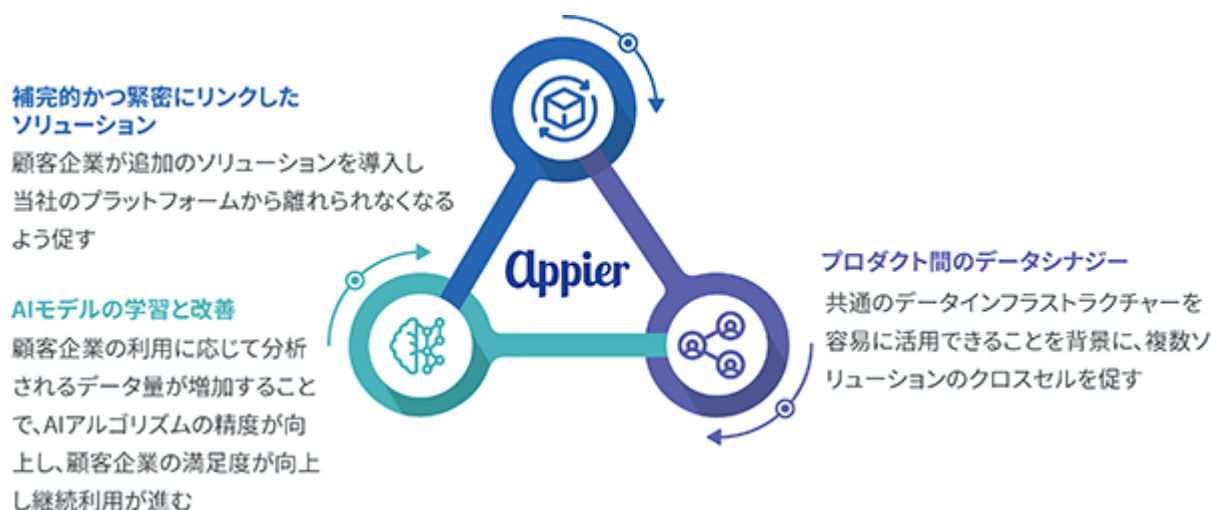 補完的かつ緊密にリンクした
ソリューション
顧客企業が追加のソリューションを導入し
当社のプラットフォームから離れられなくなる
よう促す
AIモデルの学習と改善
顧客企業の利用に応じて分析
されるデータ量が増加すること
で、AIアルゴリズムの精度が向
上し、顧客企業の満足度が向上
し継続利用が進む
appier
プロダクト間のデータシナジー
共通のデータインフラストラクチャーを
容易に活用できることを背景に、複数ソ
リューションのクロスセルを促す